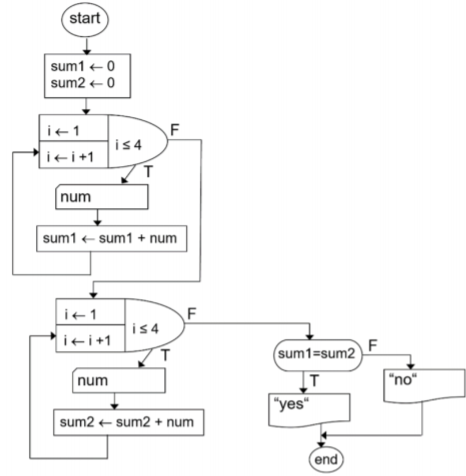 start
sum1 ← 0
sum2 ← 0
i ← 1
i ← i +1
i ≤ 4
F
T
num
sum1 ← sum1 + num
i ← 1
i ← i +1
i ≤ 4
F
T
num
sum2 ← sum2 + num
sum1=sum2
F
T
"no"
"yes"
end